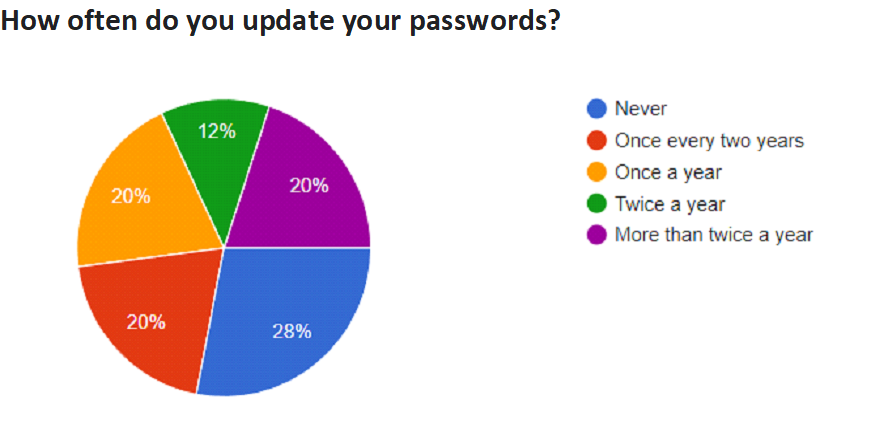 How often do you update your passwords?
12%
20%
20%
20%
28%
Never
Once every two years
Once a year
Twice a year
More than twice a year